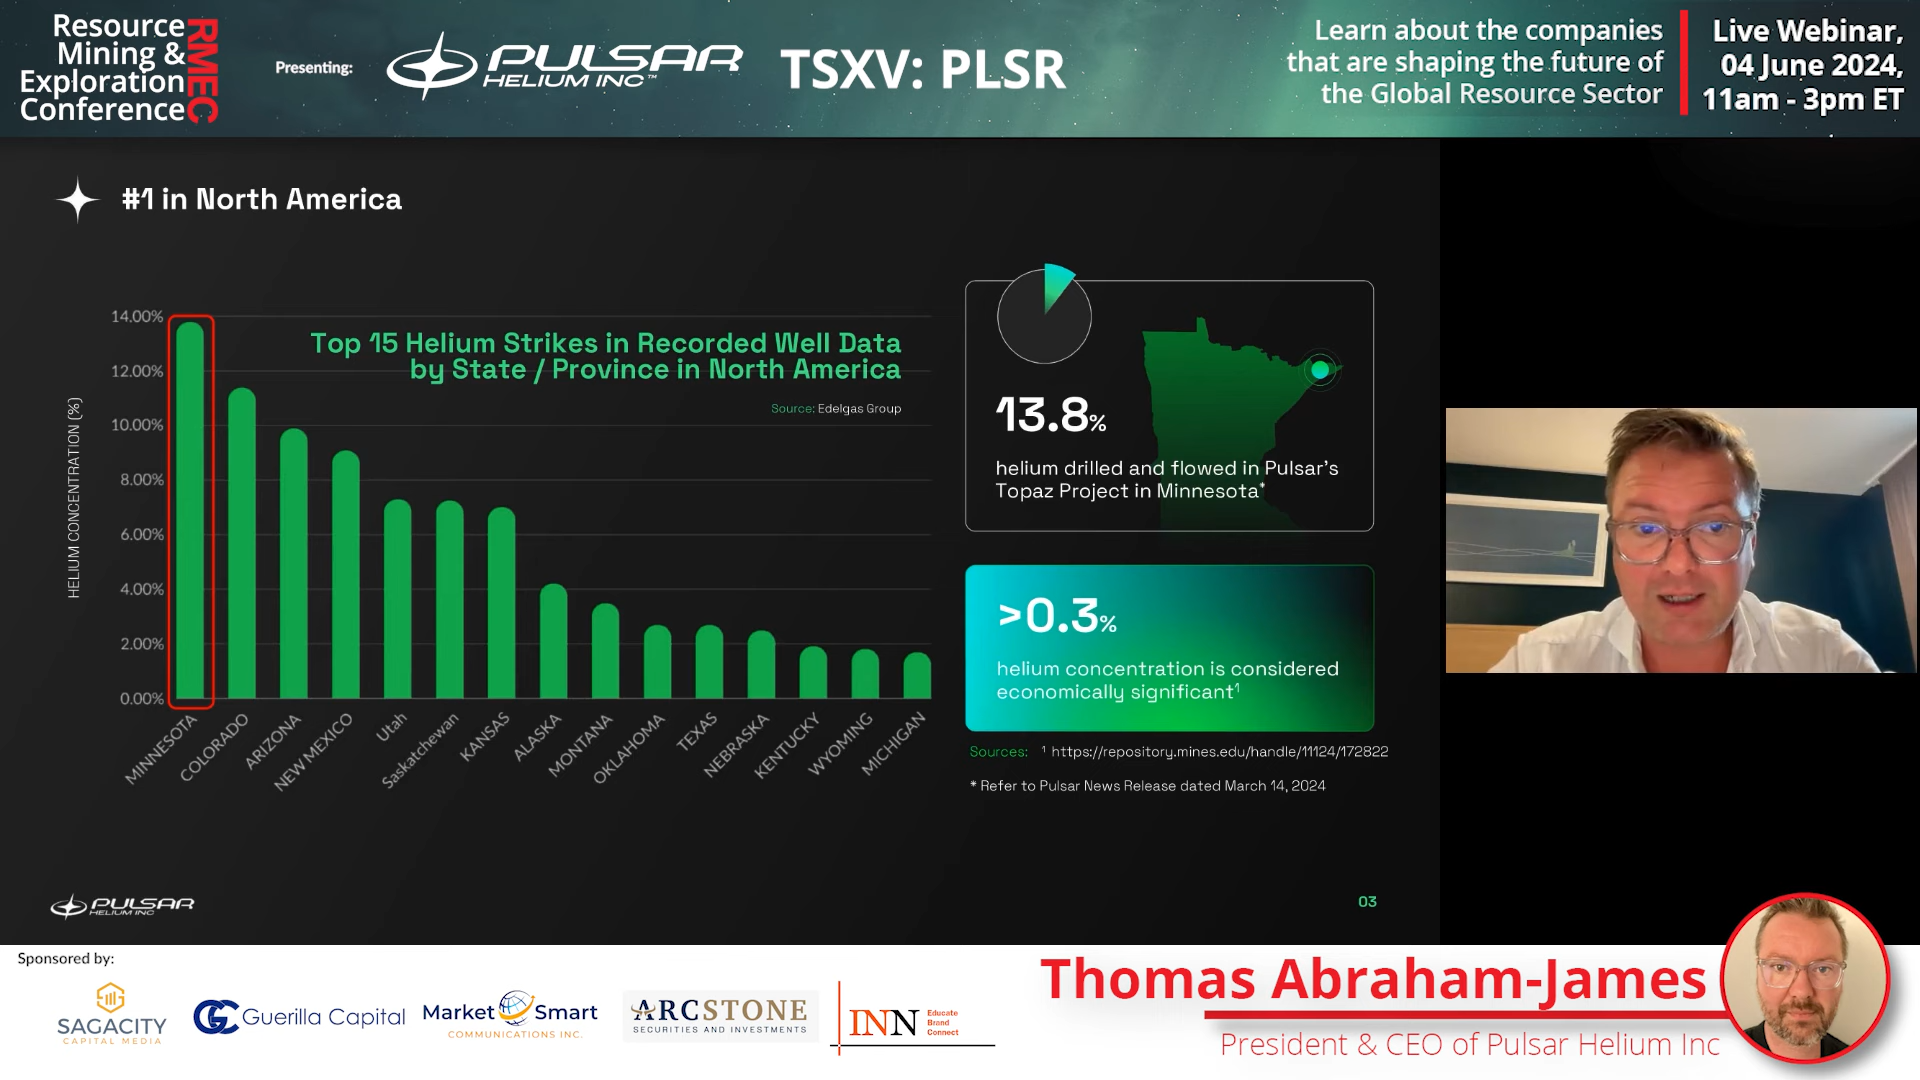 Resource
Mining &
Exploration
Conference
RMEC
Presenting:
PULSAR
HELIUM INC™
TSXV: PLSR
Learn about the companies
that are shaping the future of
the Global Resource Sector
Live Webinar,
04 June 2024,
11am - 3pm ET
#1 in North America
Top 15 Helium Strikes in Recorded Well Data
by State / Province in North America
Source: Edelgas Group
HELIUM CONCENTRATION (%)
14.00%
12.00%
10.00%
8.00%
6.00%
4.00%
2.00%
0.00%
MINNESOTA
COLORADO
ARIZONA
NEW MEXICO
Utah
Saskatchewan
KANSAS
ALASKA
MONTANA
OKLAHOMA
TEXAS
NEBRASKA
KENTUCKY
WYOMING
MICHIGAN
13.8%
helium drilled and flowed in Pulsar's
Topaz Project in Minnesota*
>0.3%
helium concentration is considered
economically significant¹
Sources: ¹ https://repository.mines.edu/handle/11124/172822
* Refer to Pulsar News Release dated March 14, 2024
PULSAR
HELIUM INC
03
Sponsored by:
SAGACITY
CAPITAL MEDIA
GC Guerilla Capital
Market Smart
COMMUNICATIONS INC.
ARCSTONE
SECURITIES AND INVESTMENTS
INN
Educate
Brand
Connect
Thomas Abraham-James
President & CEO of Pulsar Helium Inc